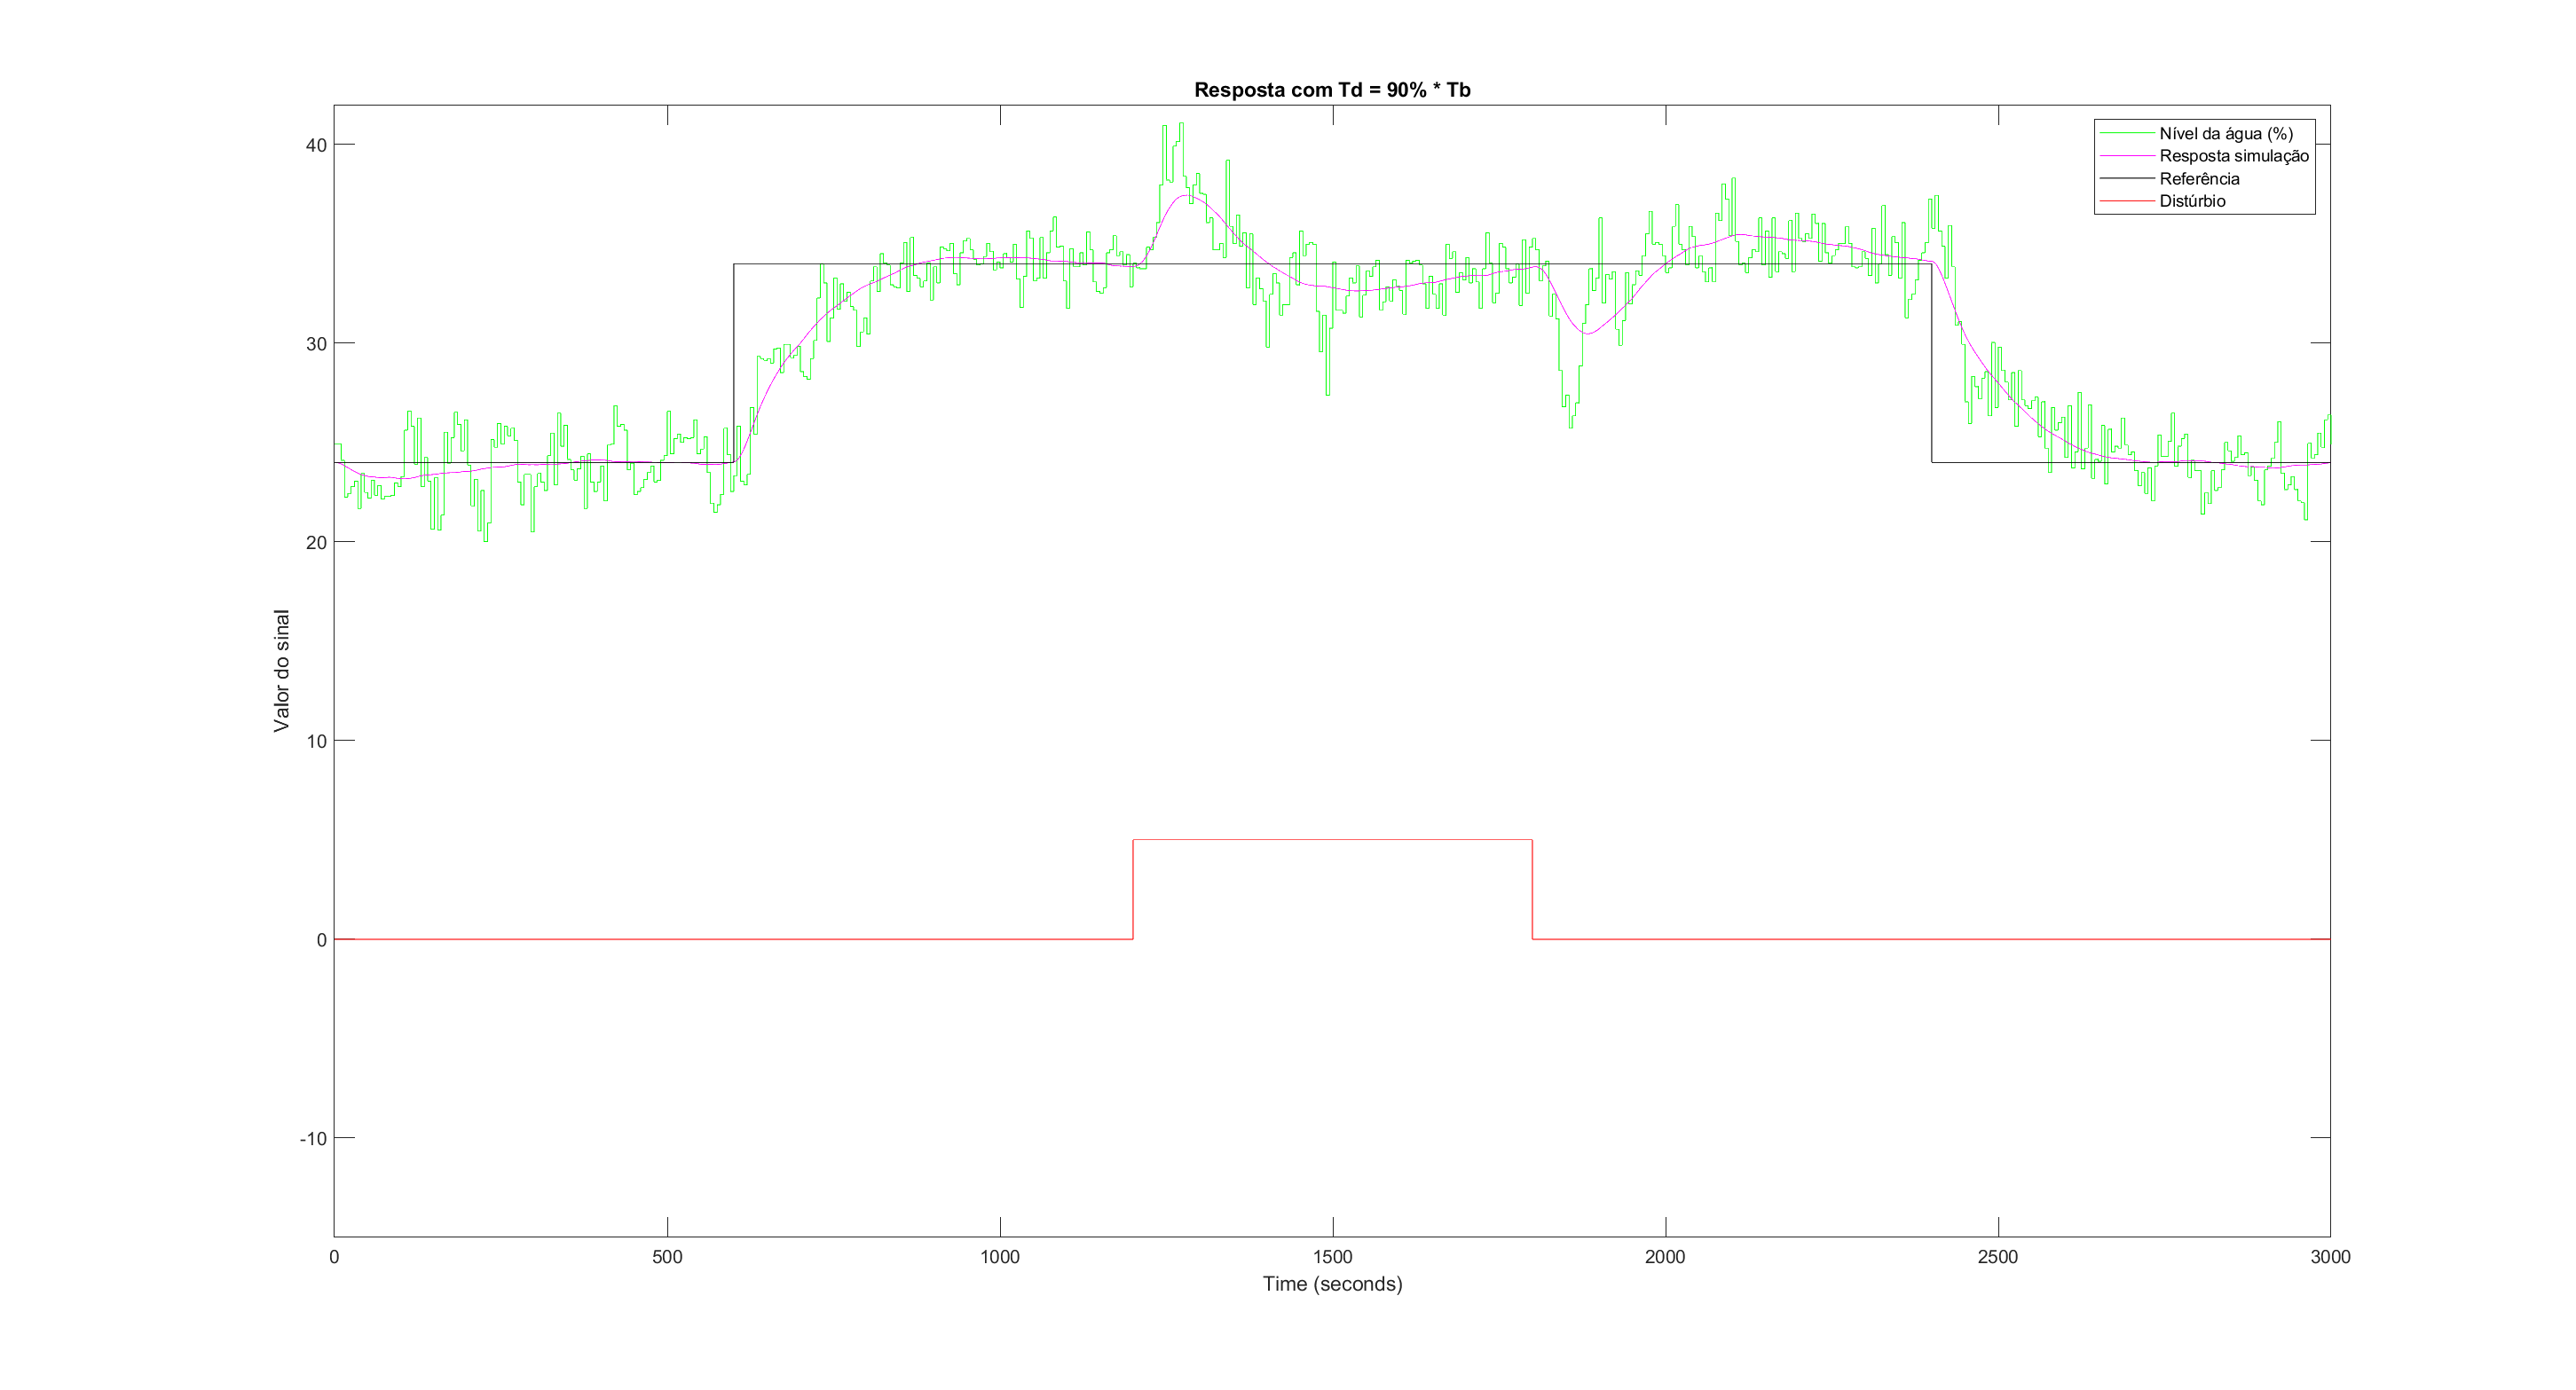 Resposta com Td = 90% * Tb
Nível da água (%)
Resposta simulação
Referência
Distúrbio
Valor do sinal
40
30
20
10
0
-10
0
500
1000
1500
2000
2500
3000
Time (seconds)